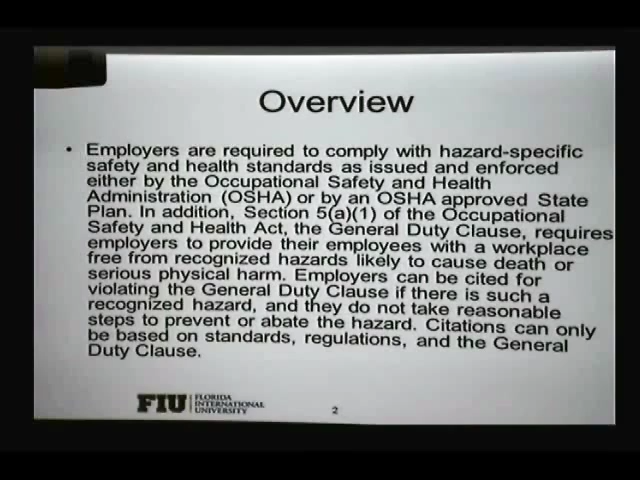 Overview
• Employers are required to comply with hazard-specific
safety and health standards as issued and enforced
either by the Occupational Safety and Health
Administration (OSHA) or by an OSHA approved State
Plan. In addition, Section 5(a)(1) of the Occupational
Safety and Health Act, the General Duty Clause, requires
employers to provide their employees with a workplace
free from recognized hazards likely to cause death or
serious physical harm. Employers can be cited for
violating the General Duty Clause if there is such a
recognized hazard, and they do not take reasonable
steps to prevent or abate the hazard. Citations can only
be based on standards, regulations, and the General
Duty Clause.
FIU
FLORIDA
INTERNATIONAL
UNIVERSITY
2